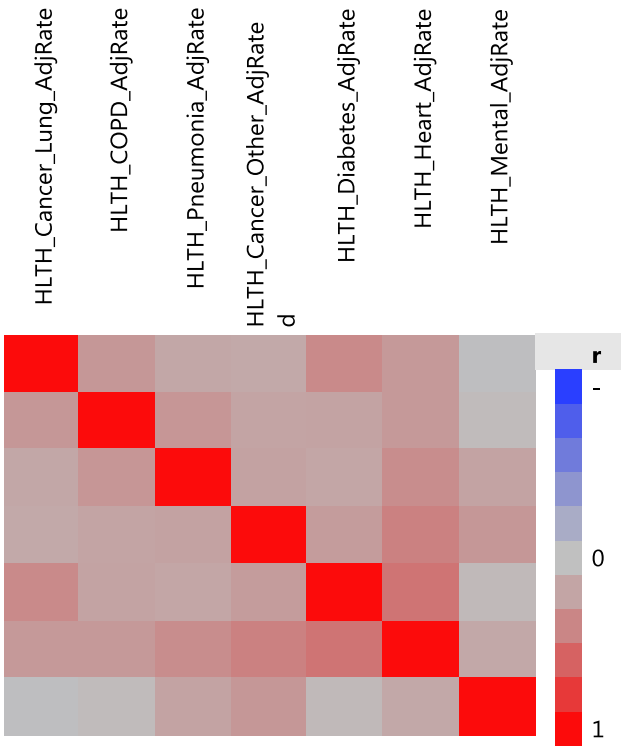 HLTH_Cancer_Lung_AdjRate
HLTH_COPD_AdjRate
HLTH_Pneumonia_AdjRate
HLTH_Cancer_Other_AdjRate
d
HLTH_Diabetes_AdjRate
HLTH_Heart_AdjRate
HLTH_Mental_AdjRate
r
-
0
1